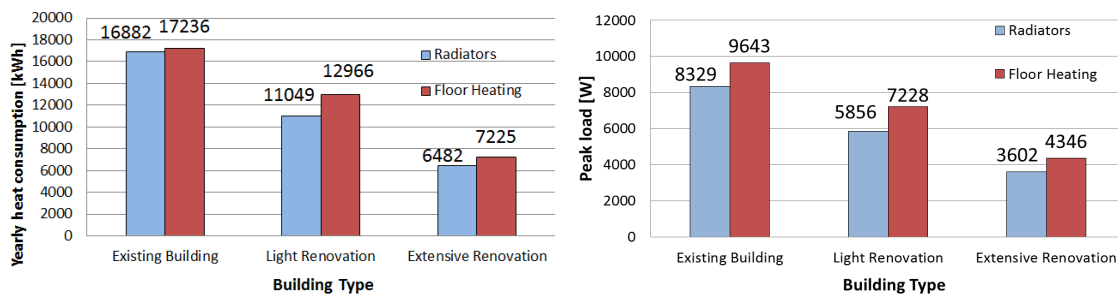 Yearly heat consumption [kWh]
20000
18000
16000
14000
12000
10000
8000
6000
4000
2000
0
16882 17236
11049 12966
6482 7225
Radiators
Floor Heating
Existing Building Light Renovation Extensive Renovation
Building Type
Peak load [W]
12000
10000
8000
6000
4000
2000
0
8329 9643
5856 7228
3602 4346
Radiators
Floor Heating
Existing Building Light Renovation Extensive Renovation
Building Type